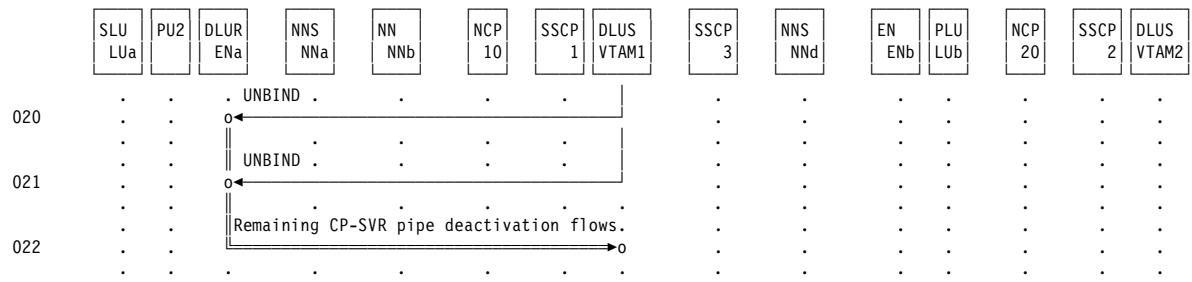 SLU PU2 DLUR NNS NN NCP SSCP DLUS SSCP NNS EN PLU NCP SSCP DLUS
LUa ENa NNa NNb 10 1 VTAM1 3 NNd ENb LUb 20 2 VTAM2
UNBIND
020
UNBIND
021
Remaining CP-SVR pipe deactivation flows.
022